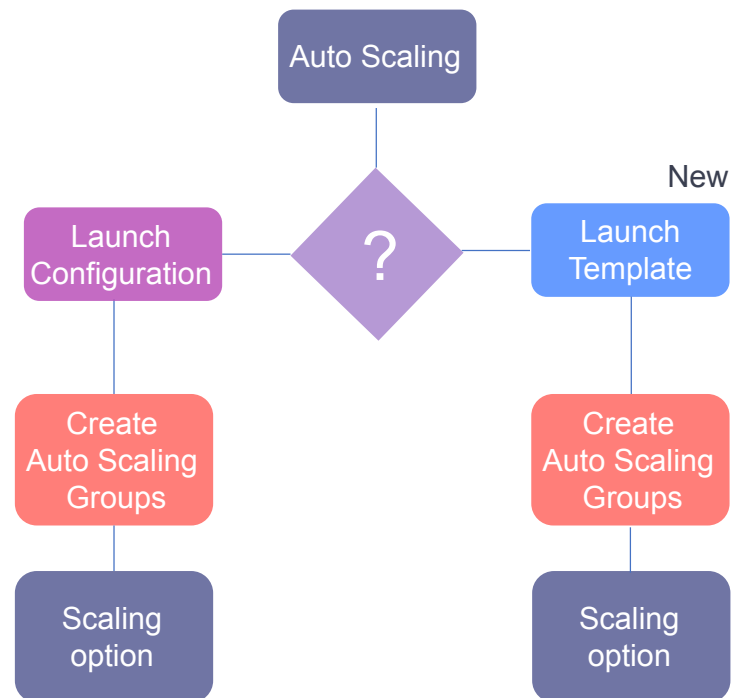 Auto Scaling
New
Launch
Configuration
?
Launch
Template
Create
Auto Scaling
Groups
Create
Auto Scaling
Groups
Scaling
option
Scaling
option